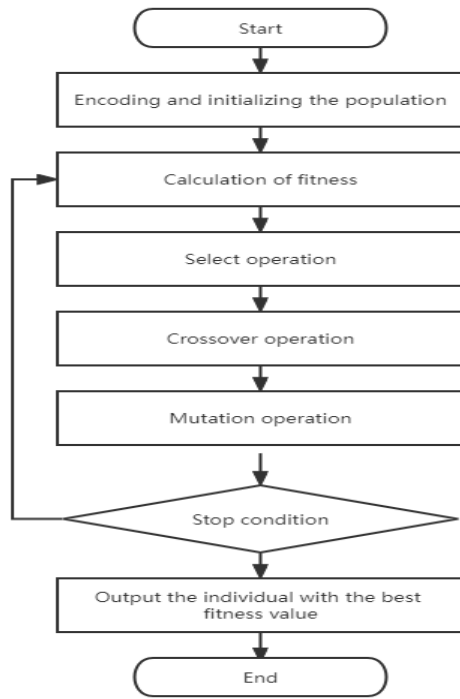 Start
Encoding and initializing the population
Calculation of fitness
Select operation
Crossover operation
Mutation operation
Stop condition
Output the individual with the best
fitness value
End